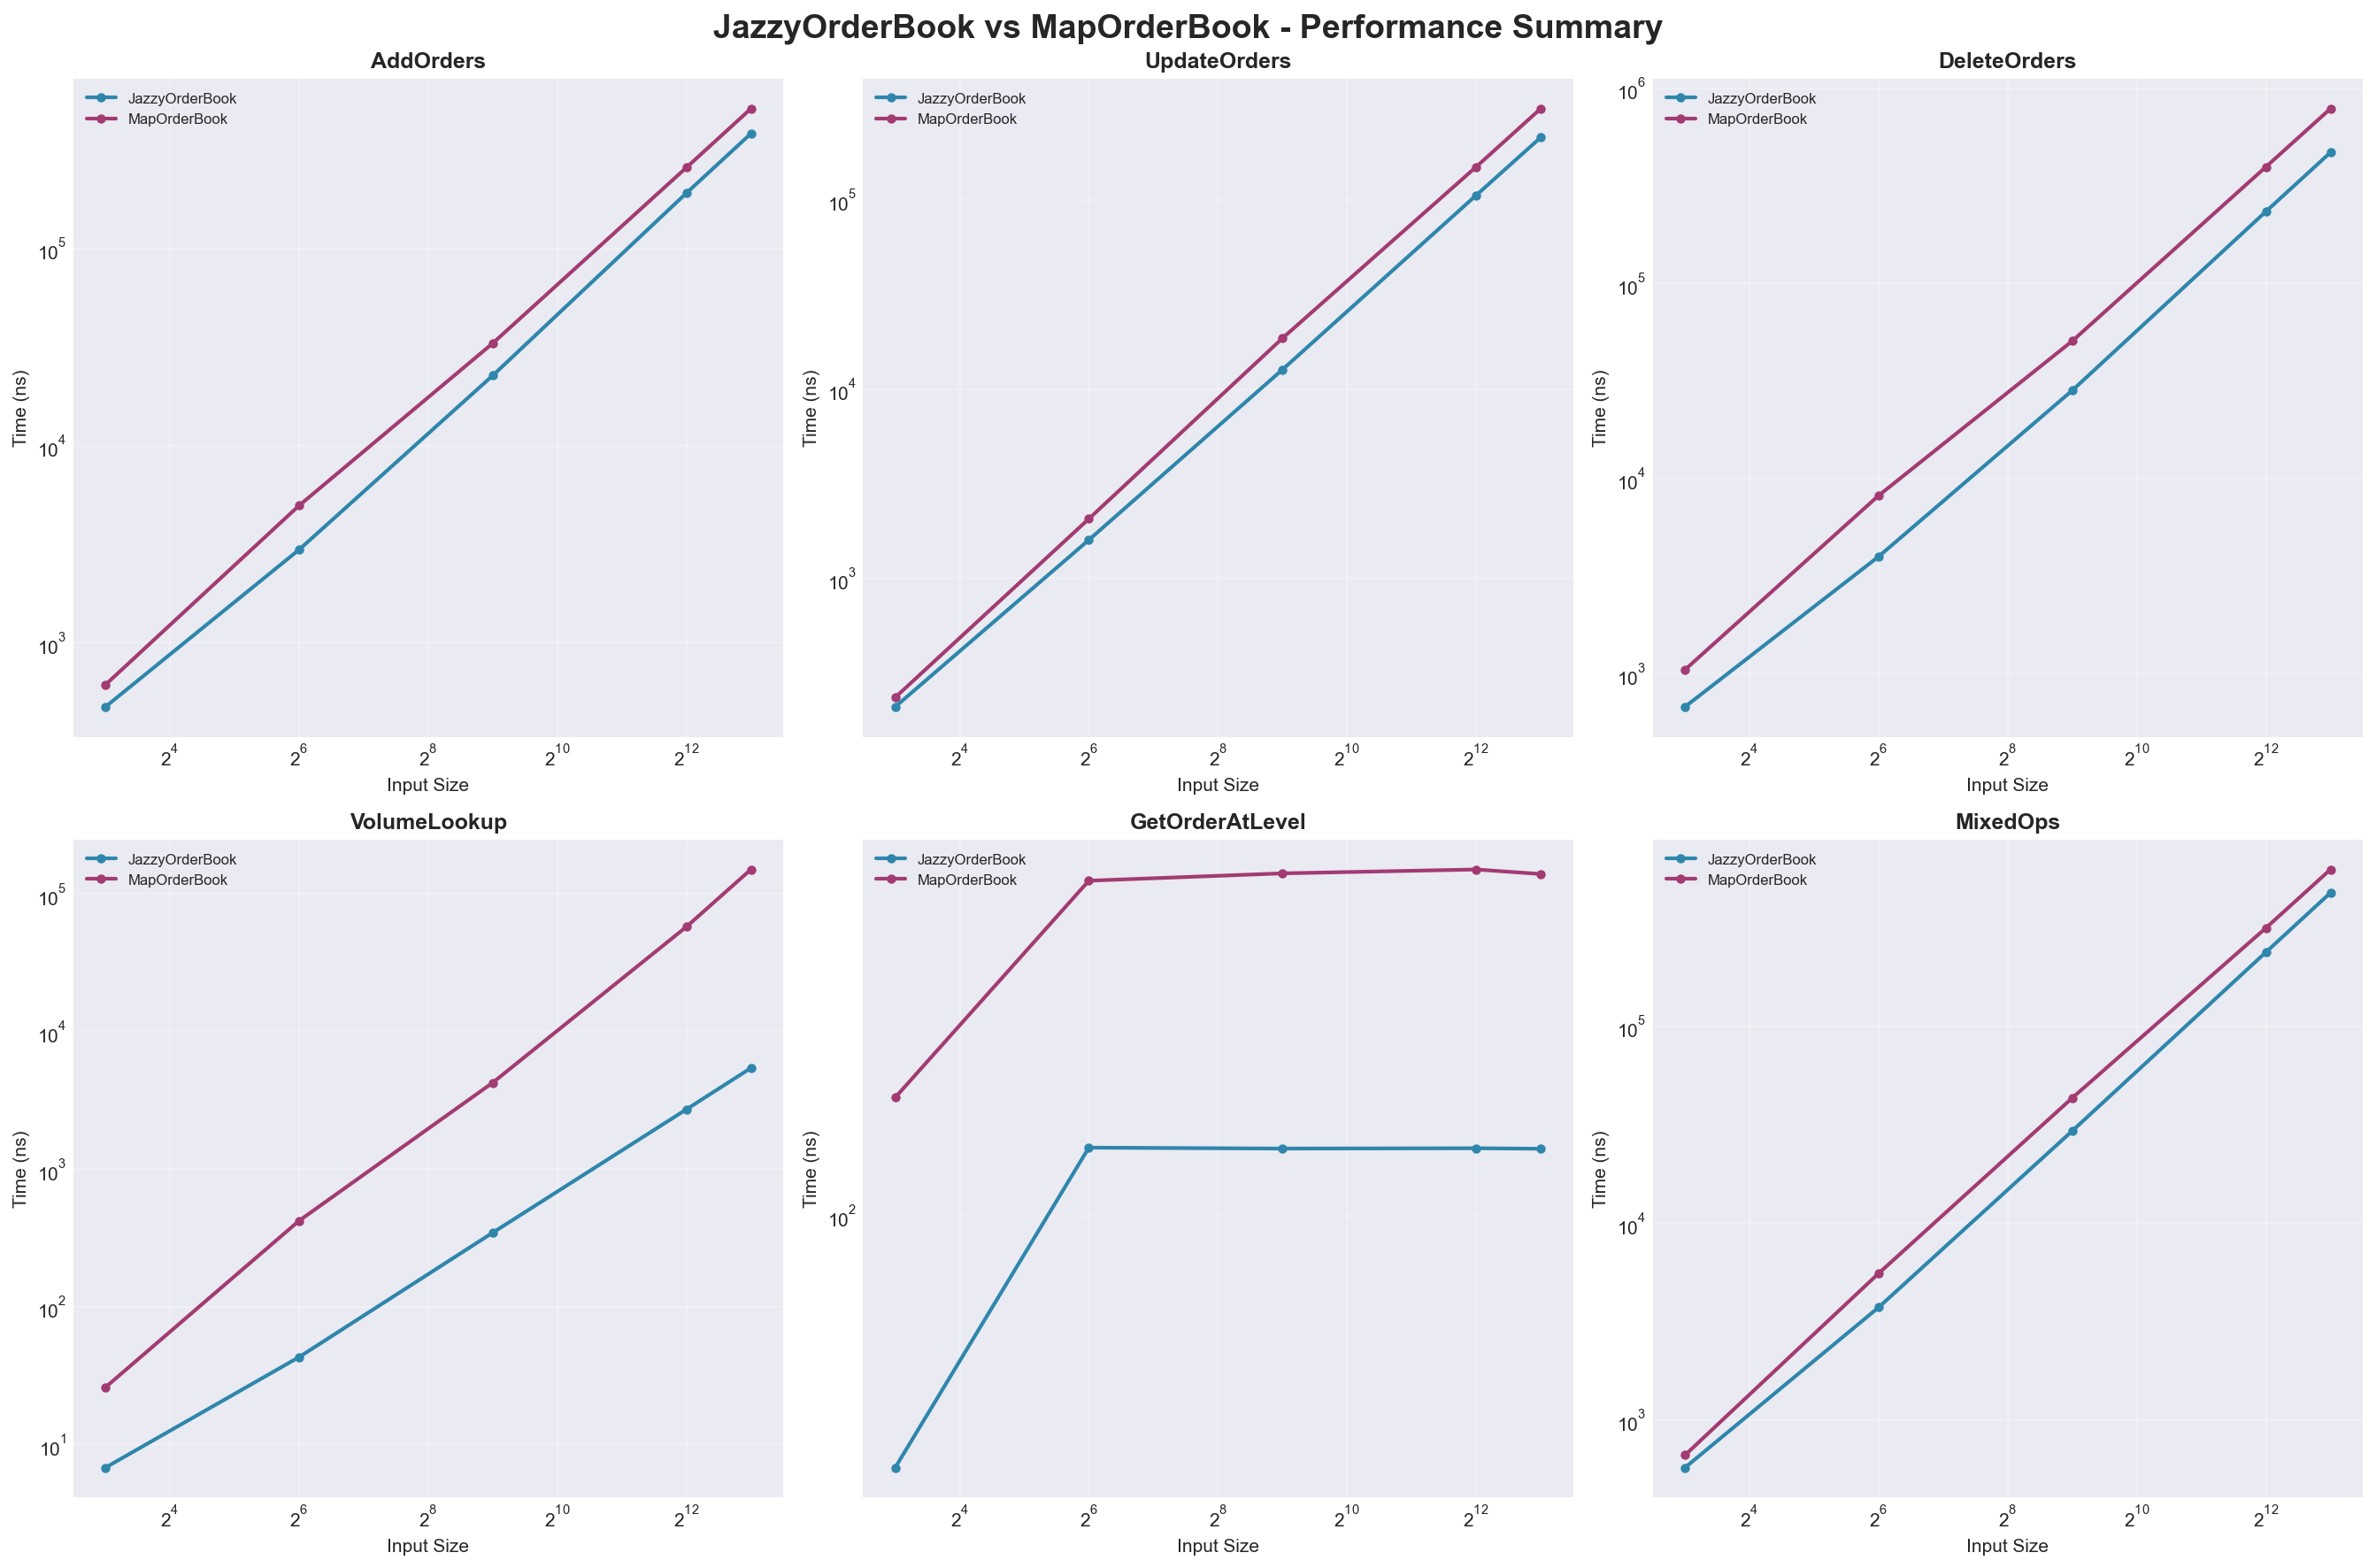 JazzyOrderBook vs MapOrderBook - Performance Summary
AddOrders
JazzyOrderBook
MapOrderBook
10^5
10^4
10^3
Time (ns)
2^4 2^6 2^8 2^10 2^12
Input Size
UpdateOrders
JazzyOrderBook
MapOrderBook
10^5
10^4
10^3
Time (ns)
2^4 2^6 2^8 2^10 2^12
Input Size
DeleteOrders
JazzyOrderBook
MapOrderBook
10^6
10^5
10^4
10^3
Time (ns)
2^4 2^6 2^8 2^10 2^12
Input Size
VolumeLookup
JazzyOrderBook
MapOrderBook
10^5
10^4
10^3
10^2
10^1
Time (ns)
2^4 2^6 2^8 2^10 2^12
Input Size
GetOrderAtLevel
JazzyOrderBook
MapOrderBook
10^2
Time (ns)
2^4 2^6 2^8 2^10 2^12
Input Size
MixedOps
JazzyOrderBook
MapOrderBook
10^5
10^4
10^3
Time (ns)
2^4 2^6 2^8 2^10 2^12
Input Size